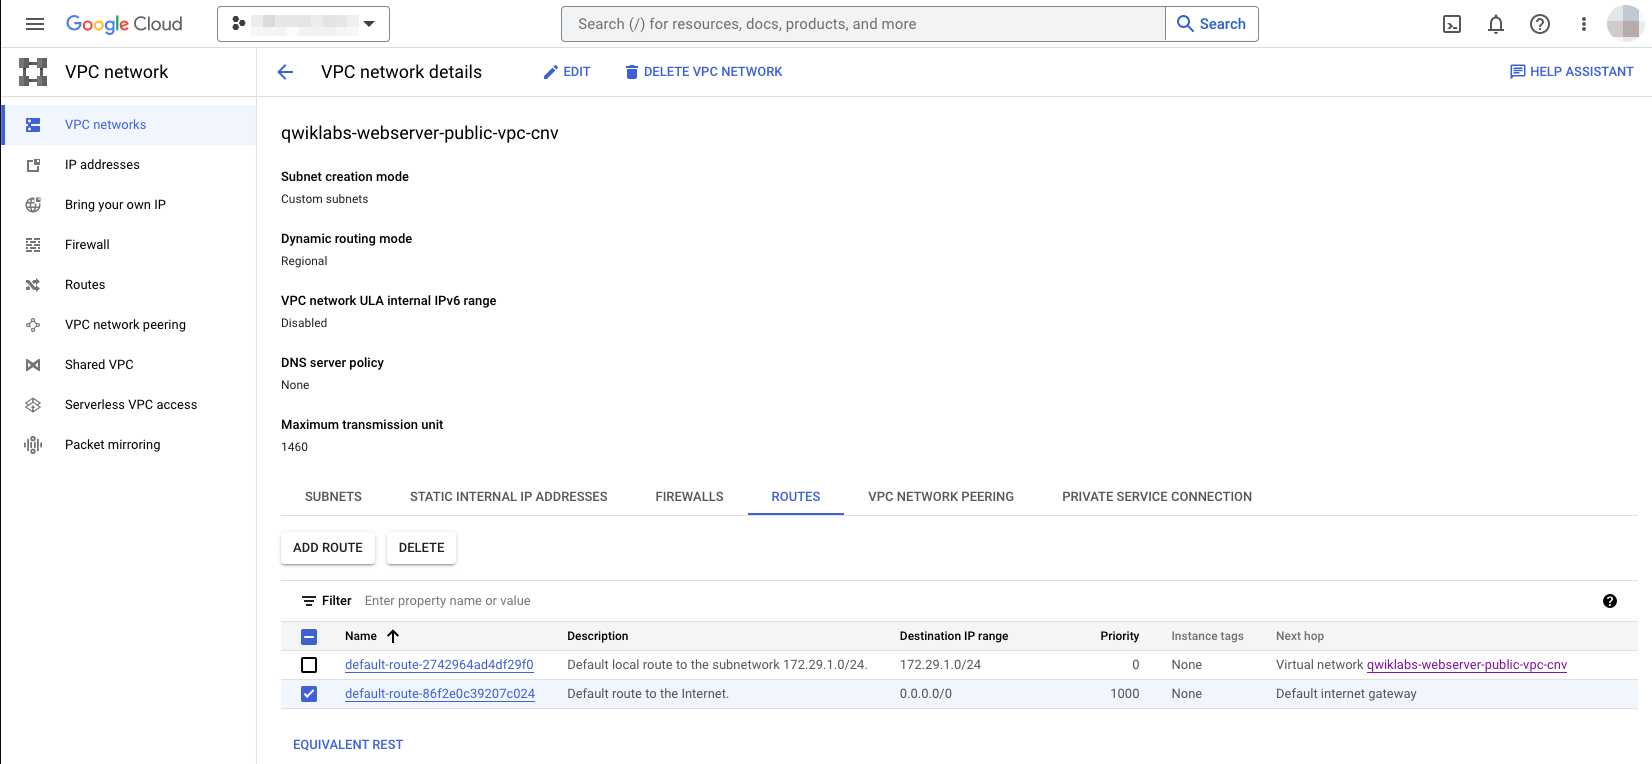 Google Cloud
Search (/) for resources, docs, products, and more
Search
VPC network
VPC network details
EDIT
DELETE VPC NETWORK
HELP ASSISTANT
VPC networks
IP addresses
Bring your own IP
Firewall
Routes
VPC network peering
Shared VPC
Serverless VPC access
Packet mirroring
qwiklabs-webserver-public-vpc-cnv
Subnet creation mode
Custom subnets
Dynamic routing mode
Regional
VPC network ULA internal IPv6 range
Disabled
DNS server policy
None
Maximum transmission unit
1460
SUBNETS STATIC INTERNAL IP ADDRESSES FIREWALLS ROUTES VPC NETWORK PEERING PRIVATE SERVICE CONNECTION
ADD ROUTE DELETE
Filter Enter property name or value
Name Description Destination IP range Priority Instance tags Next hop
default-route-2742964ad4df29f0 Default local route to the subnetwork 172.29.1.0/24. 172.29.1.0/24 0 None Virtual network qwiklabs-webserver-public-vpc-cnv
default-route-86f2e0c39207c024 Default route to the Internet. 0.0.0.0/0 1000 None Default internet gateway
EQUIVALENT REST